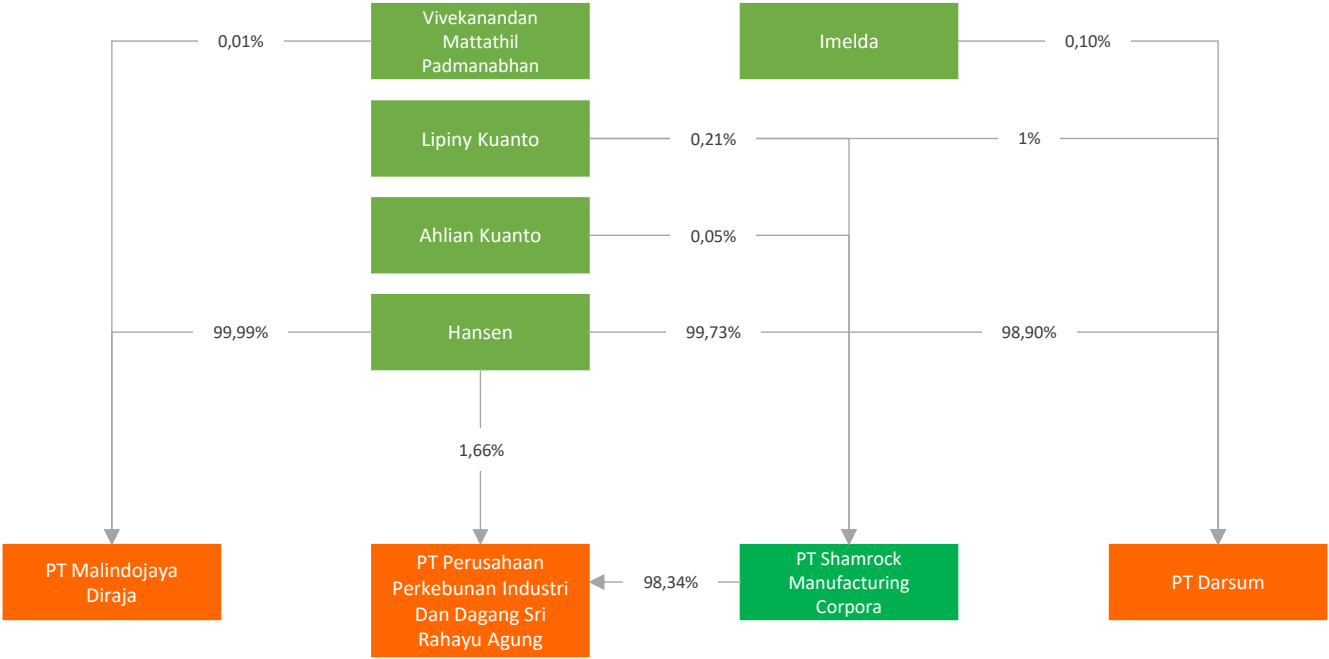 Vivekanandan
Mattathil
Padmanabhan
0,01%
Imelda
0,10%
Lipiny Kuanto
0,21%
1%
Ahlian Kuanto
0,05%
99,99%
Hansen
99,73%
98,90%
1,66%
PT Malindojaya
Diraja
PT Perusahaan
Perkebunan Industri
Dan Dagang Sri
Rahayu Agung
98,34%
PT Shamrock
Manufacturing
Corpora
PT Darsum